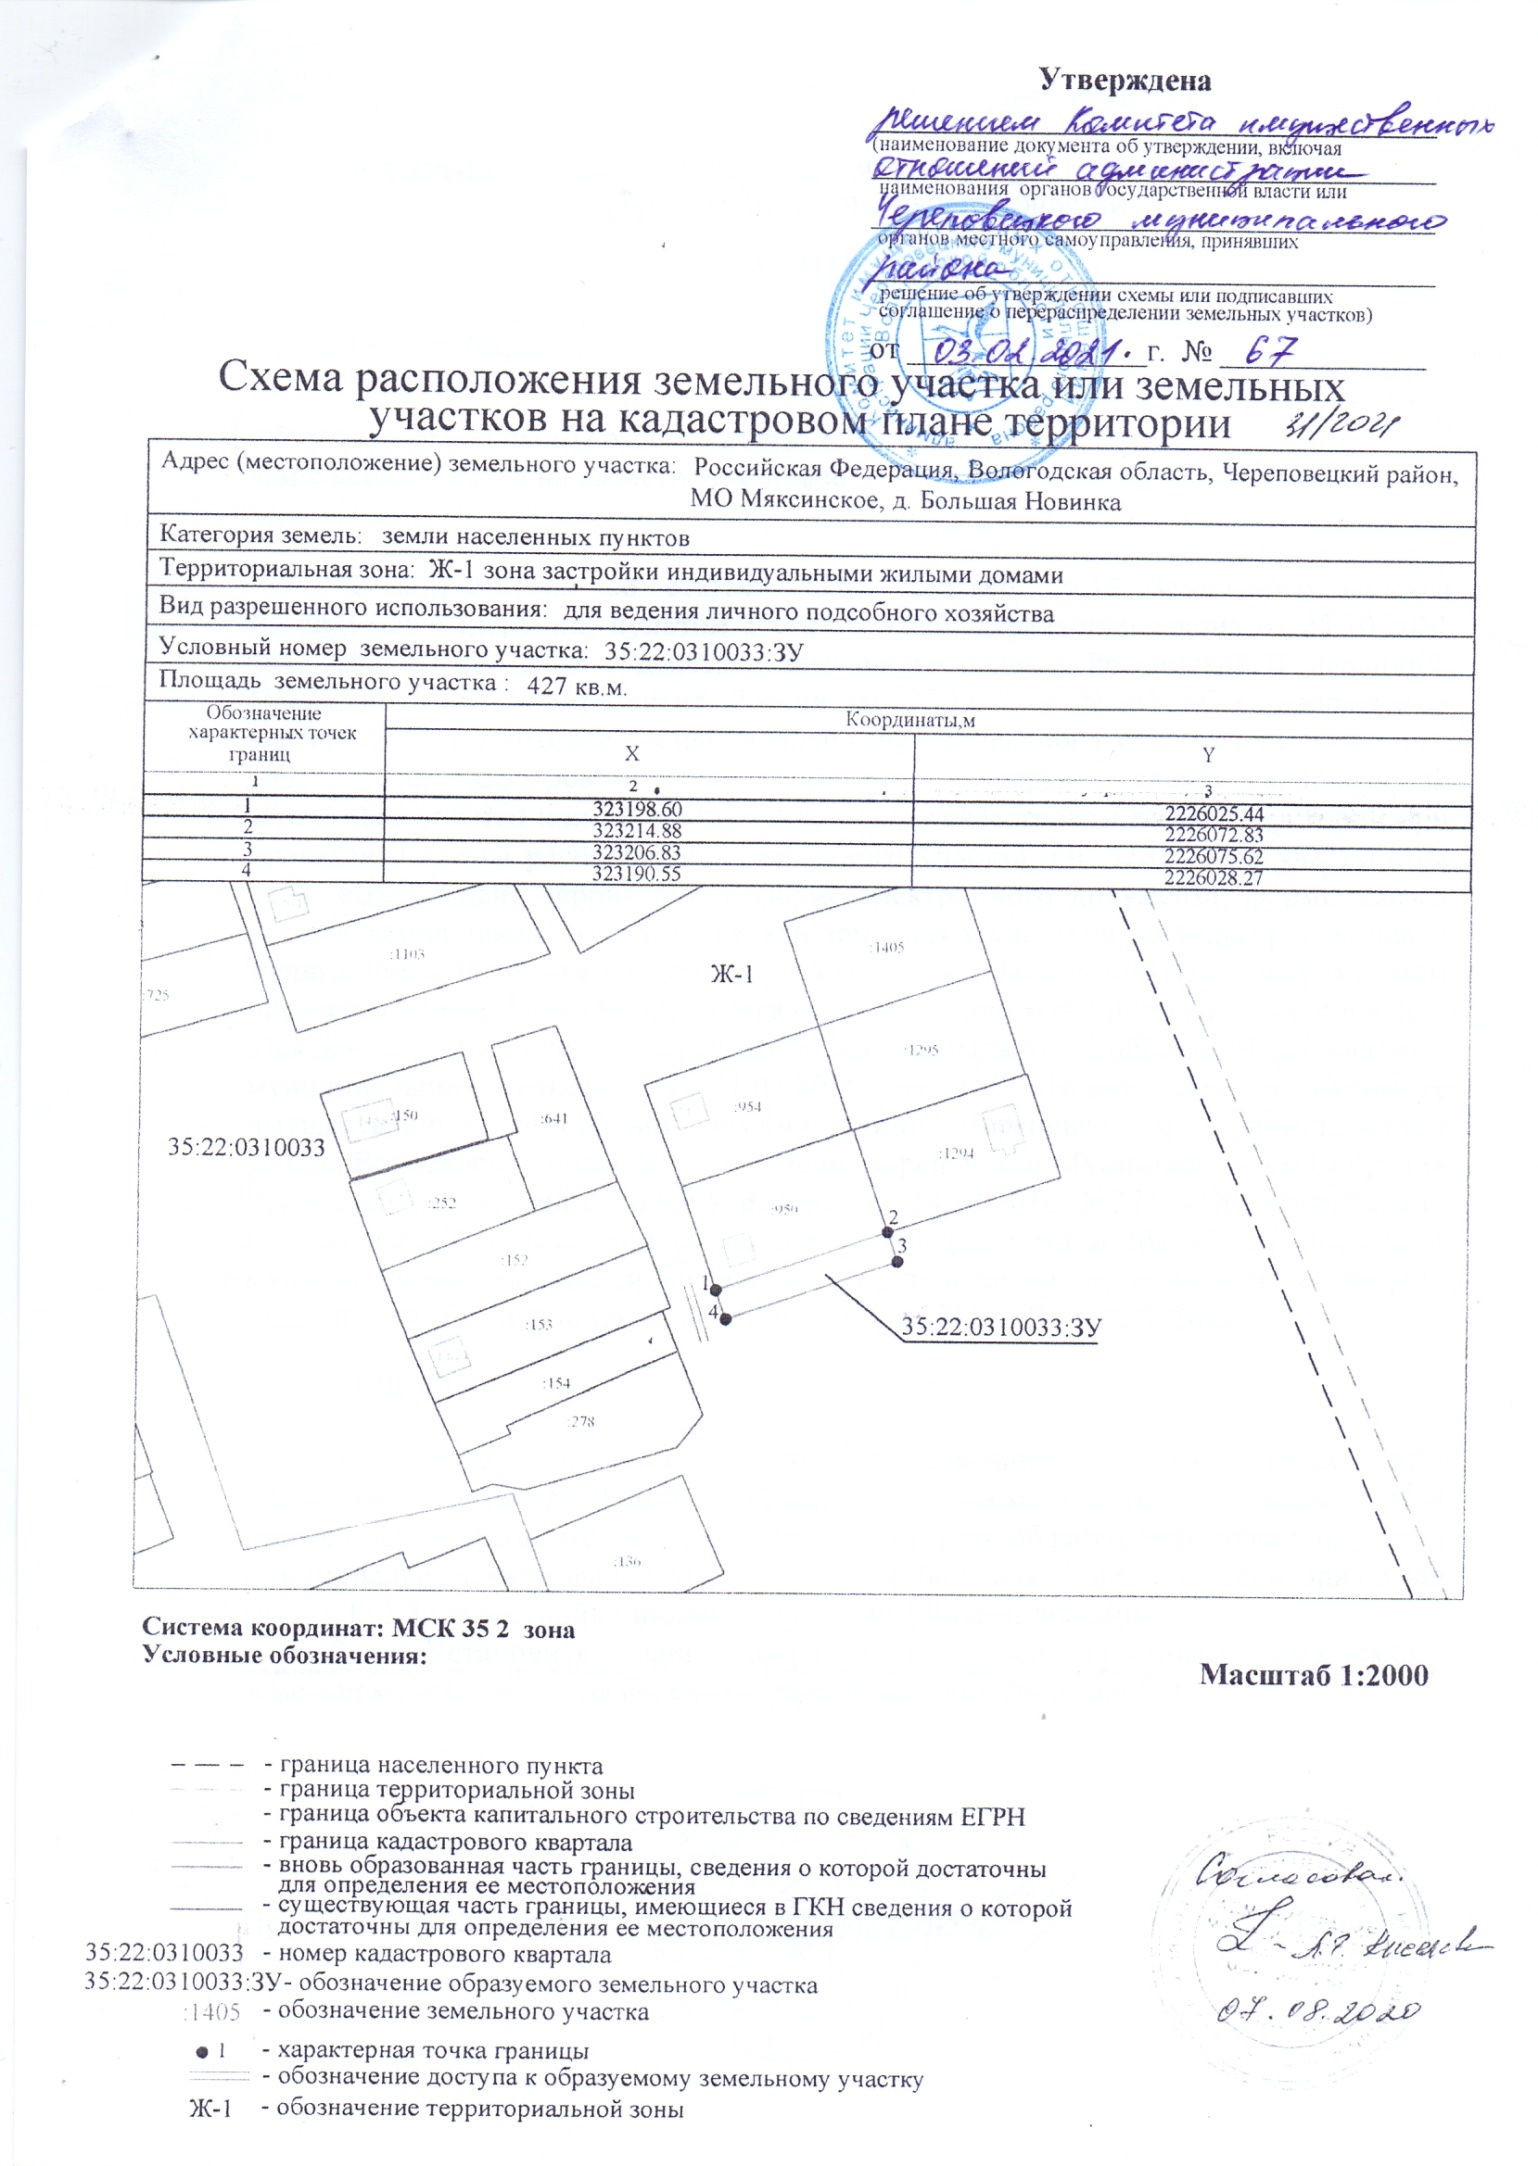 Утверждена
решением Комитета имущественных
(наименование документа об утверждении, включая
отношений администрации
наименования органов государственной власти или
Череповецкого муниципального
органов местного самоуправления, принявших
района
решение об утверждении схемы или подписавших
соглашение о перераспределении земельных участков)
от 03.02.2021. г. № 67
Схема расположения земельного участка или земельных
участков на кадастровом плане территории 31/2021
Адрес (местоположение) земельного участка: Российская Федерация, Вологодская область, Череповецкий район,
МО Мяксинское, д. Большая Новинка
Категория земель: земли населенных пунктов
Территориальная зона: Ж-1 зона застройки индивидуальными жилыми домами
Вид разрешенного использования: для ведения личного подсобного хозяйства
Условный номер земельного участка: 35:22:0310033:ЗУ
Площадь земельного участка : 427 кв.м.
Обозначение
характерных точек
границ
Координаты,м
X Y
1 2 3
1 323198.60 2226025.44
2 323214.88 2226072.83
3 323206.83 2226075.62
4 323190.55 2226028.27
:1103
:1405
Ж-1
:725
:1295
:954
:150
:641
35:22:0310033
:1294
:252
:950
2
3
:152
1
4
:153
35:22:0310033:ЗУ
:154
:278
:136
Система координат: МСК 35 2 зона
Условные обозначения:
Масштаб 1:2000
- граница населенного пункта
- граница территориальной зоны
- граница объекта капитального строительства по сведениям ЕГРН
- граница кадастрового квартала
- вновь образованная часть границы, сведения о которой достаточны
для определения ее местоположения
- существующая часть границы, имеющиеся в ГКН сведения о которой
достаточны для определения ее местоположения
35:22:0310033 - номер кадастрового квартала
35:22:0310033:ЗУ- обозначение образуемого земельного участка
:1405 - обозначение земельного участка
1 - характерная точка границы
- обозначение доступа к образуемому земельному участку
Ж-1 - обозначение территориальной зоны
Согласован.
07.08.2020